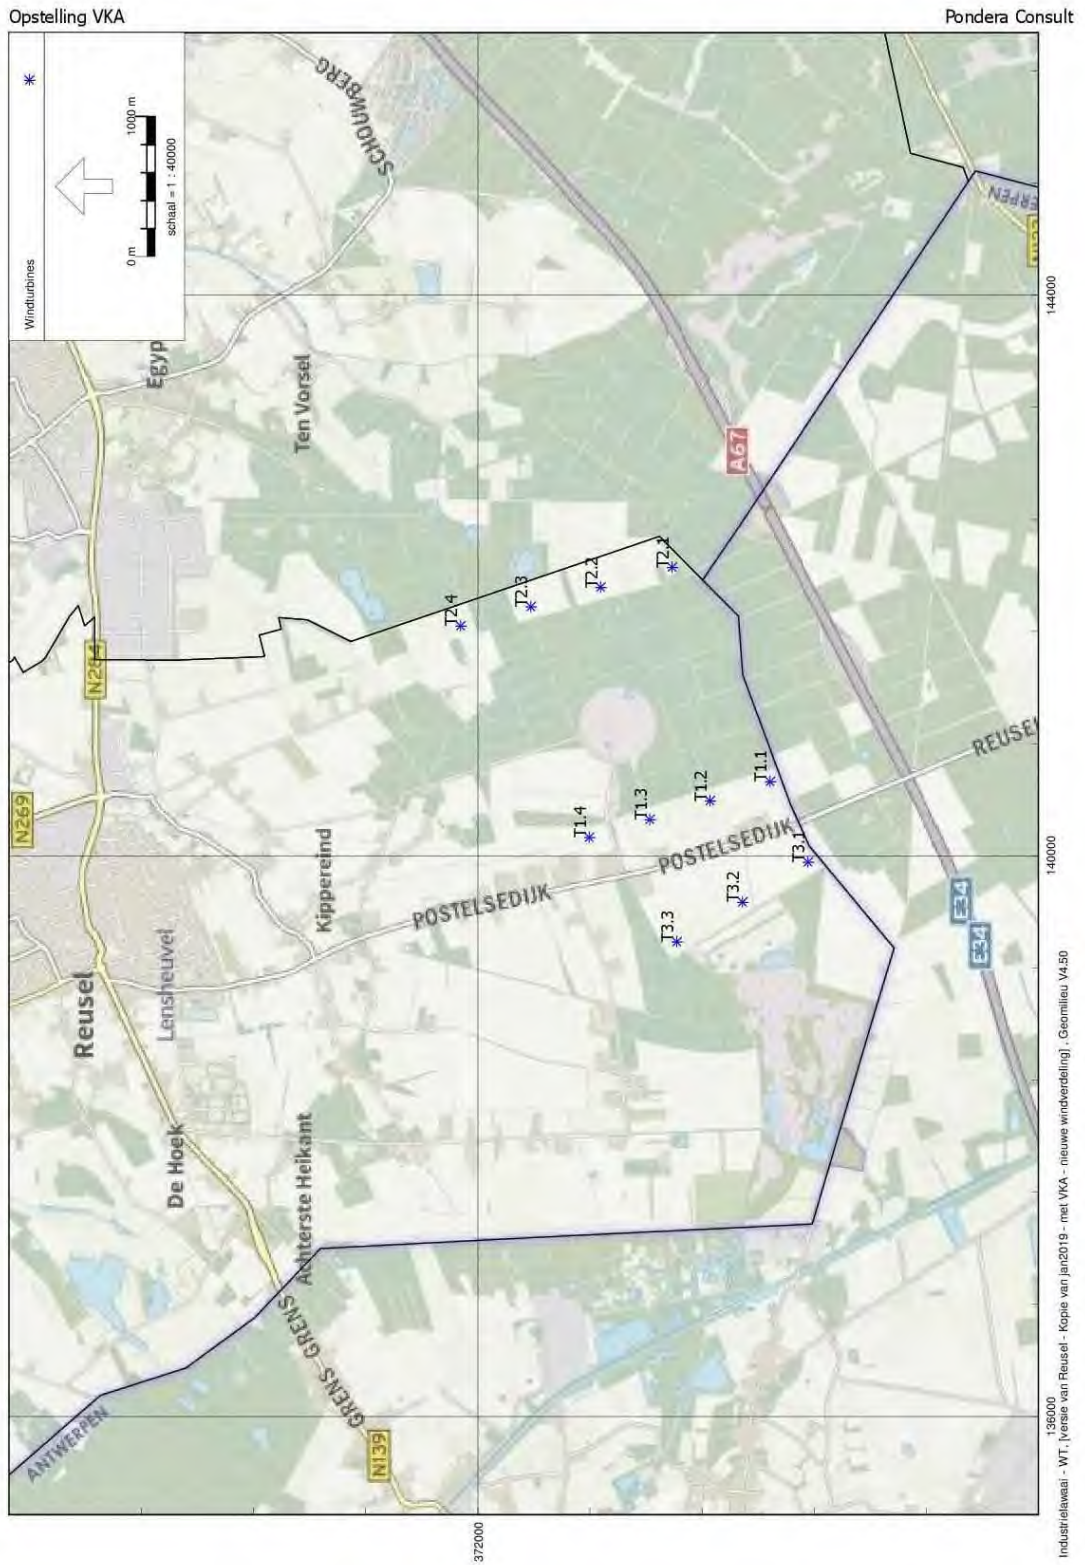 Opstelling VKA
Pondera Consult
Windturbines
0 m
1000 m
schaal = 1 : 40000
SCHOUWBERG
Egyp
Ten Vorsel
N284
N269
Reusel
Lensheuvel
Kippereind
De Hoek
Achterste Heikant
POSTELSEDIJK
POSTELSEDIJK
REUSEL
A67
E34
E34
T2.4
T2.3
T2.2
T2.1
T1.4
T1.3
T1.2
T1.1
T3.3
T3.2
T3.1
GRENS
GRENS
N139
ANTWERPEN
ERPEN
144000
140000
136000
372000
Industrielawaai - WT, [versie van Reusel - Kopie van jan2019 - met VKA - nieuwe windverdeling] , Geomilieu V4.50